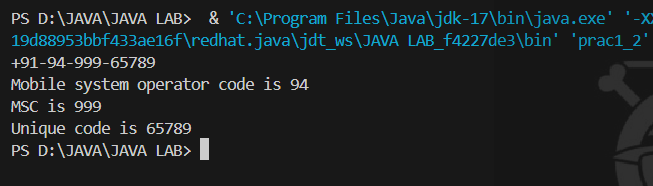 PS D:\JAVA\JAVA LAB>  & 'C:\Program Files\Java\jdk-17\bin\java.exe' '-XX
19d88953bbf433ae16f\redhat.java\jdt_ws\JAVA LAB_f4227de3\bin' 'prac1_2'
+91-94-999-65789
Mobile system operator code is 94
MSC is 999
Unique code is 65789
PS D:\JAVA\JAVA LAB>